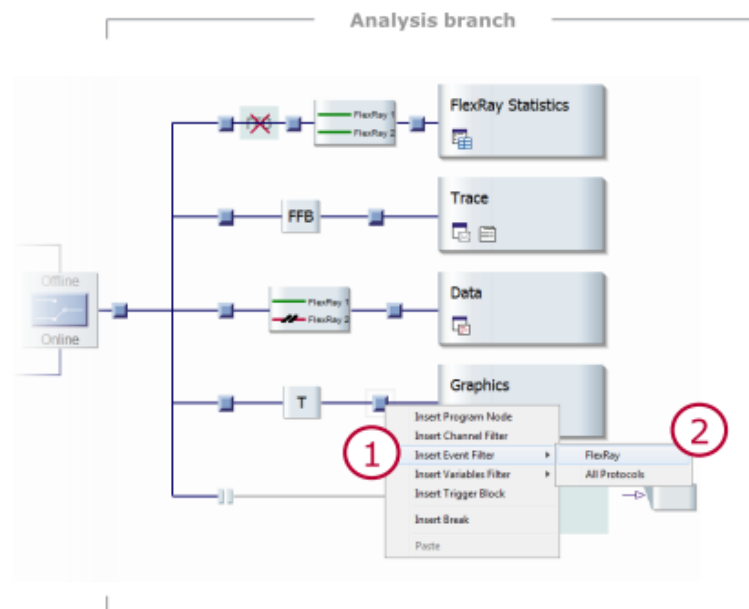 Analysis branch
FlexRay 1
FlexRay 2
FlexRay Statistics
FFB
Trace
Offline
Online
FlexRay 1
FlexRay 2
Data
T
Graphics
Insert Program Node
Insert Channel Filter
1
Insert Event Filter
FlexRay
2
Insert Variables Filter
All Protocols
Insert Trigger Block
Insert Break
Paste